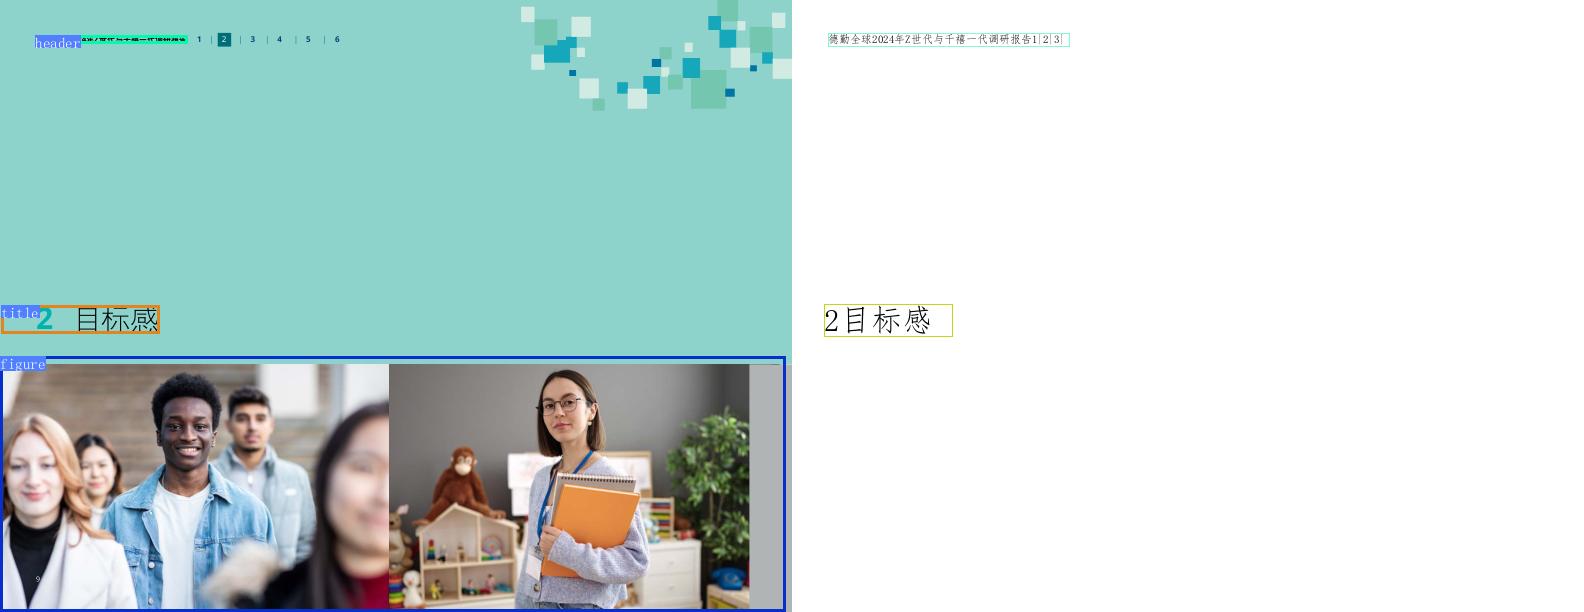 header 1 | 2 | 3 | 4 | 5 | 6
德勤全球2024年Z世代与千禧一代调研报告1|2|3|
title 2 目标感
2目标感
figure
9